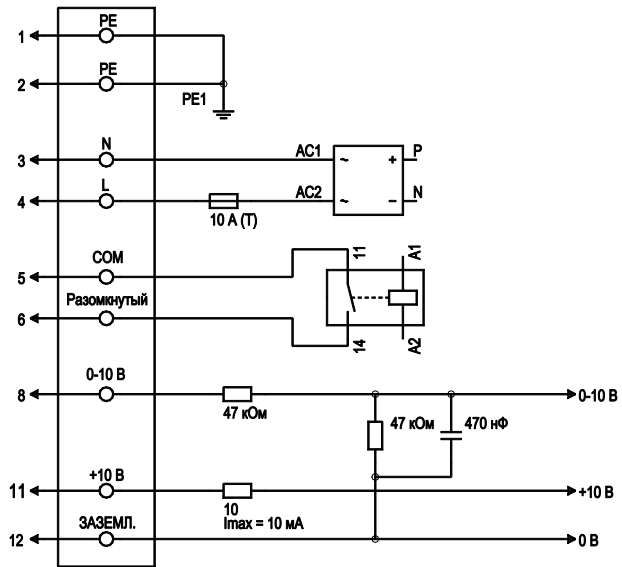 PE
1
PE
2
PE1
N
3
AC1
~
+
P
L
4
10 А (Т)
AC2
~
–
N
COM
5
11
A1
Разомкнутый
6
14
A2
0-10 В
8
47 кОм
47 кОм
470 нФ
0-10 В
+10 В
11
10
Imax = 10 мА
+10 В
ЗАЗЕМЛ.
12
0 В